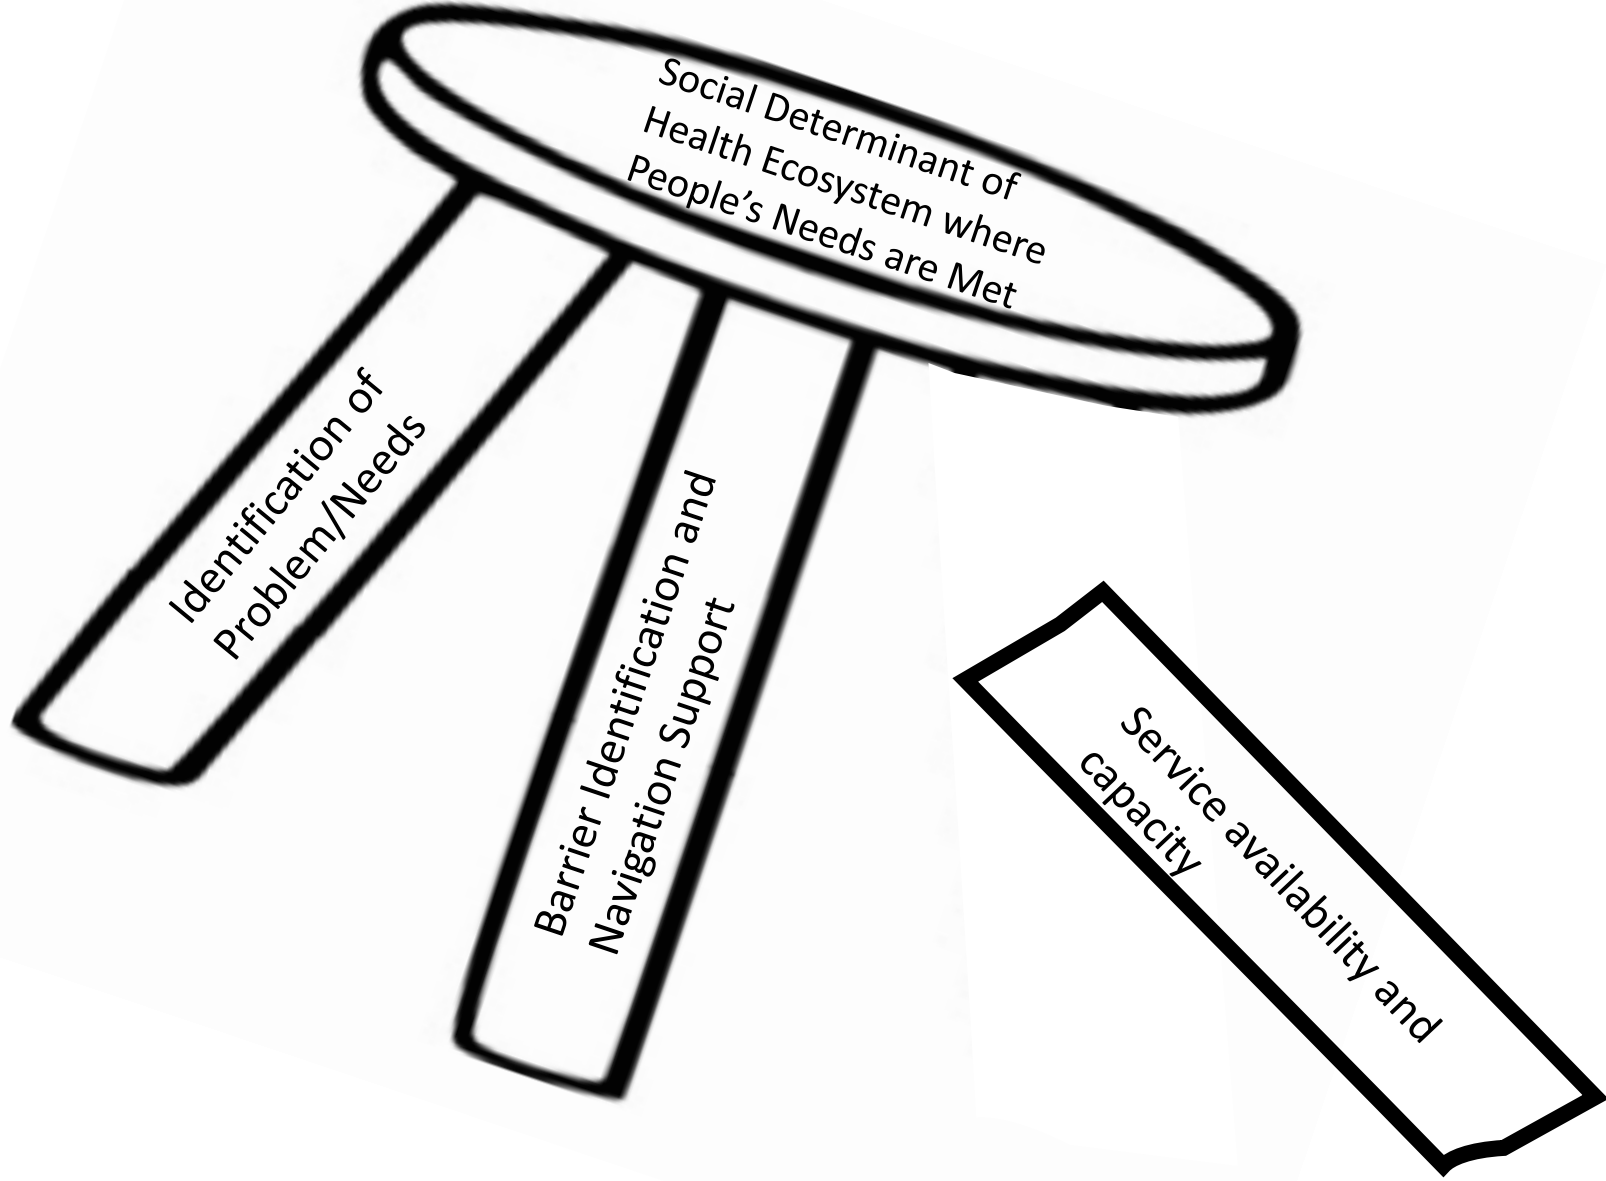 Social Determinant of
Health Ecosystem where
People’s Needs are Met
Identification of
Problem/Needs
Barrier Identification and
Navigation Support
Service availability and
capacity